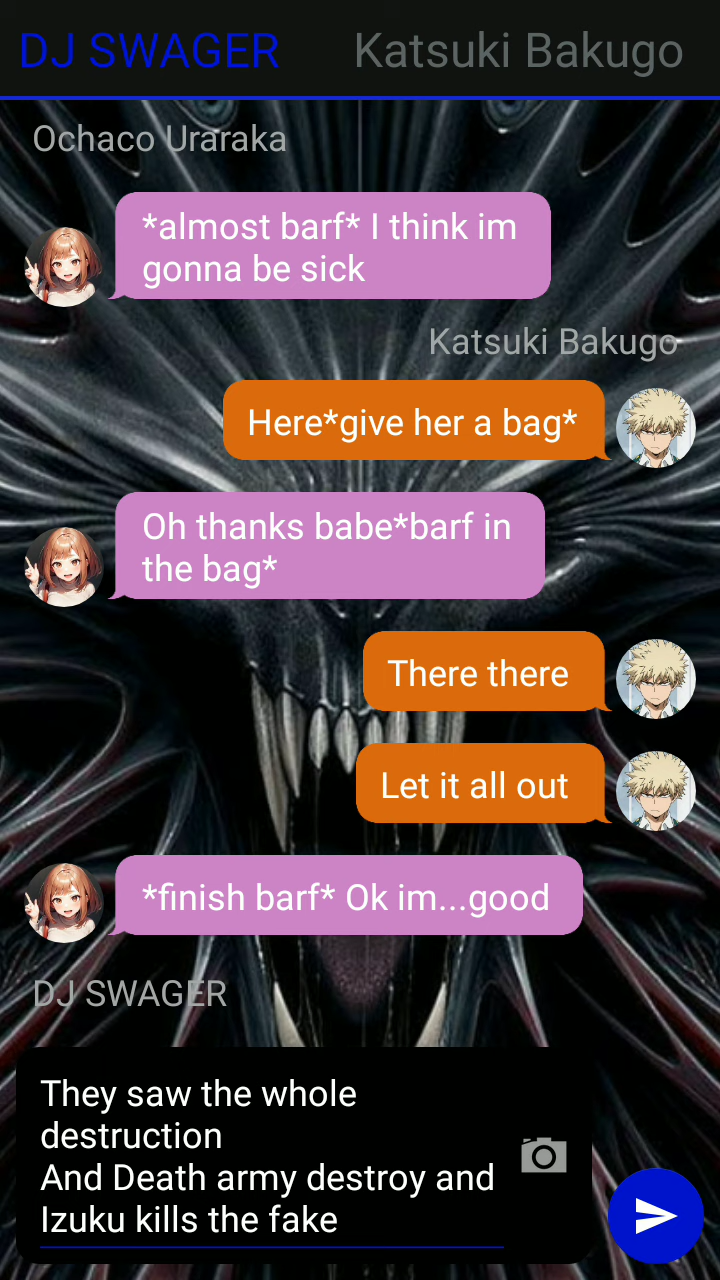 DJ SWAGER Katsuki Bakugo
Ochaco Uraraka
*almost barf* I think im
gonna be sick
Katsuki Bakugo
Here*give her a bag*
Oh thanks babe*barf in
the bag*
There there
Let it all out
*finish barf* Ok im...good
DJ SWAGER
They saw the whole
destruction
And Death army destroy and
Izuku kills the fake